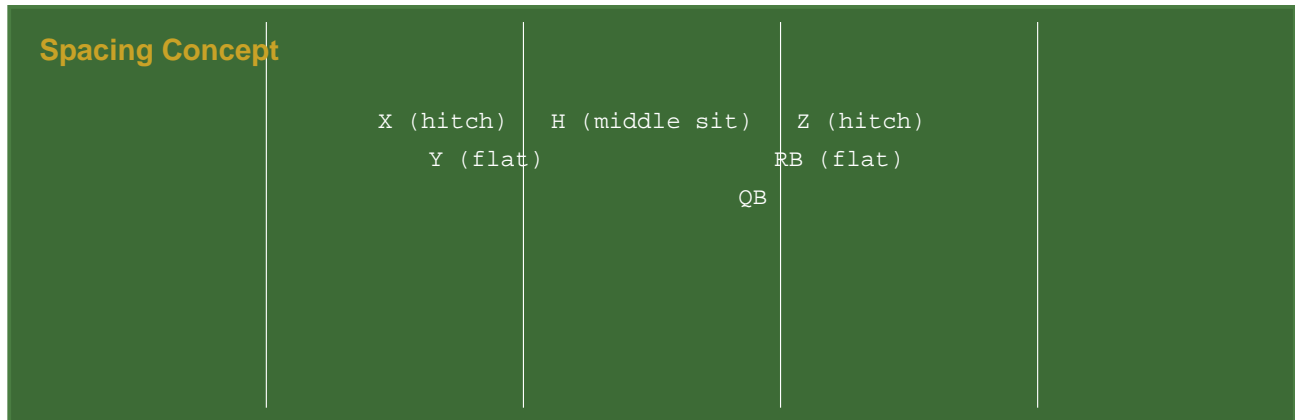 Spacing Concept
X (hitch) H (middle sit) Z (hitch)
Y (flat) RB (flat)
QB